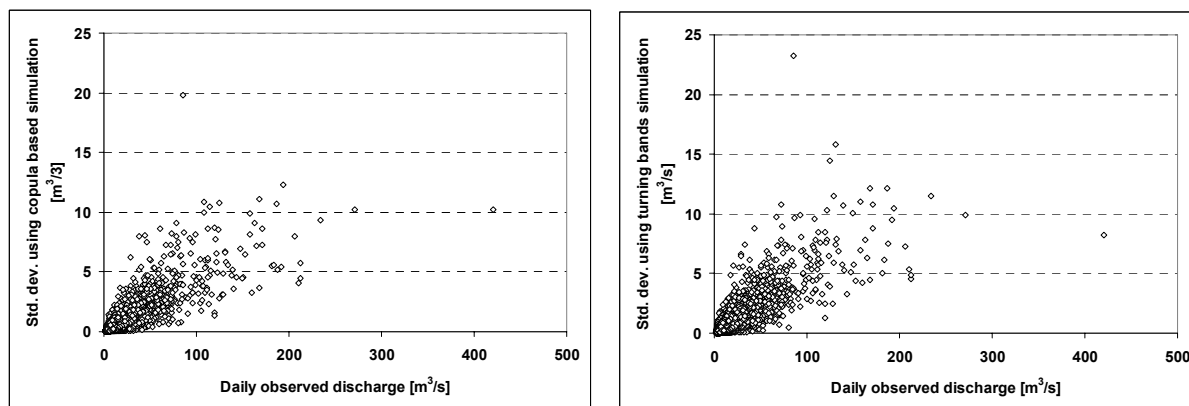 25
20
15
10
5
0
0 100 200 300 400 500
Std. dev. using copula based simulation
[m³/3]
Daily observed discharge [m³/s]
25
20
15
10
5
0
0 100 200 300 400 500
Std. dev. using turning bands simulation
[m³/s]
Daily observed discharge [m³/s]